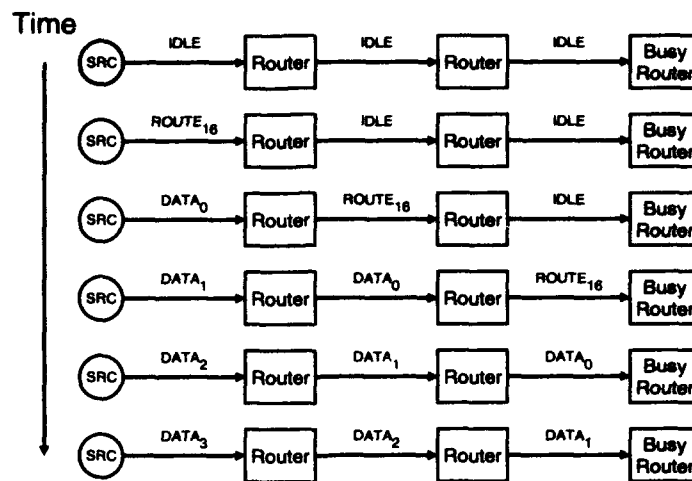 Time
IDLE IDLE IDLE
SRC Router Router Busy Router
ROUTE16 IDLE IDLE
SRC Router Router Busy Router
DATA0 ROUTE16 IDLE
SRC Router Router Busy Router
DATA1 DATA0 ROUTE16
SRC Router Router Busy Router
DATA2 DATA1 DATA0
SRC Router Router Busy Router
DATA3 DATA2 DATA1
SRC Router Router Busy Router